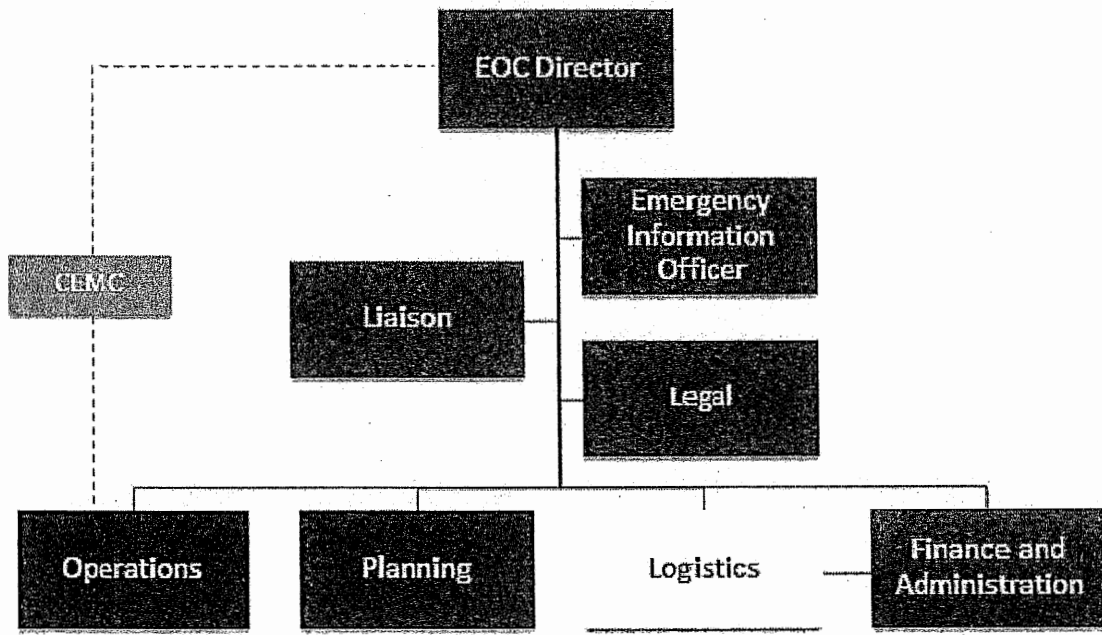 EOC Director
Emergency
Information
Officer
CEMC
Liaison
Legal
Operations
Planning
Logistics
Finance and
Administration